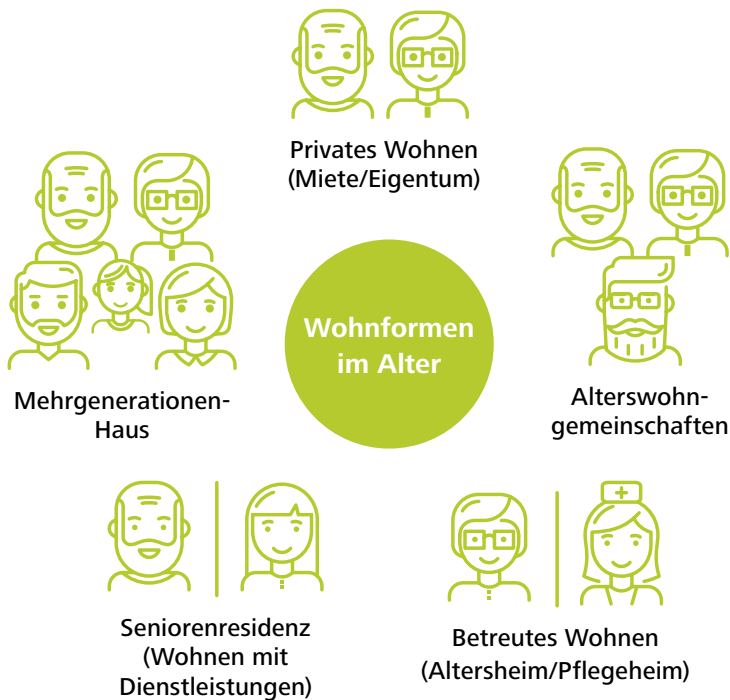 Privates Wohnen
(Miete/Eigentum)
Wohnformen
im Alter
Mehrgenerationen-
Haus
Alterswohn-
gemeinschaften
Seniorenresidenz
(Wohnen mit
Dienstleistungen)
Betreutes Wohnen
(Altersheim/Pflegeheim)